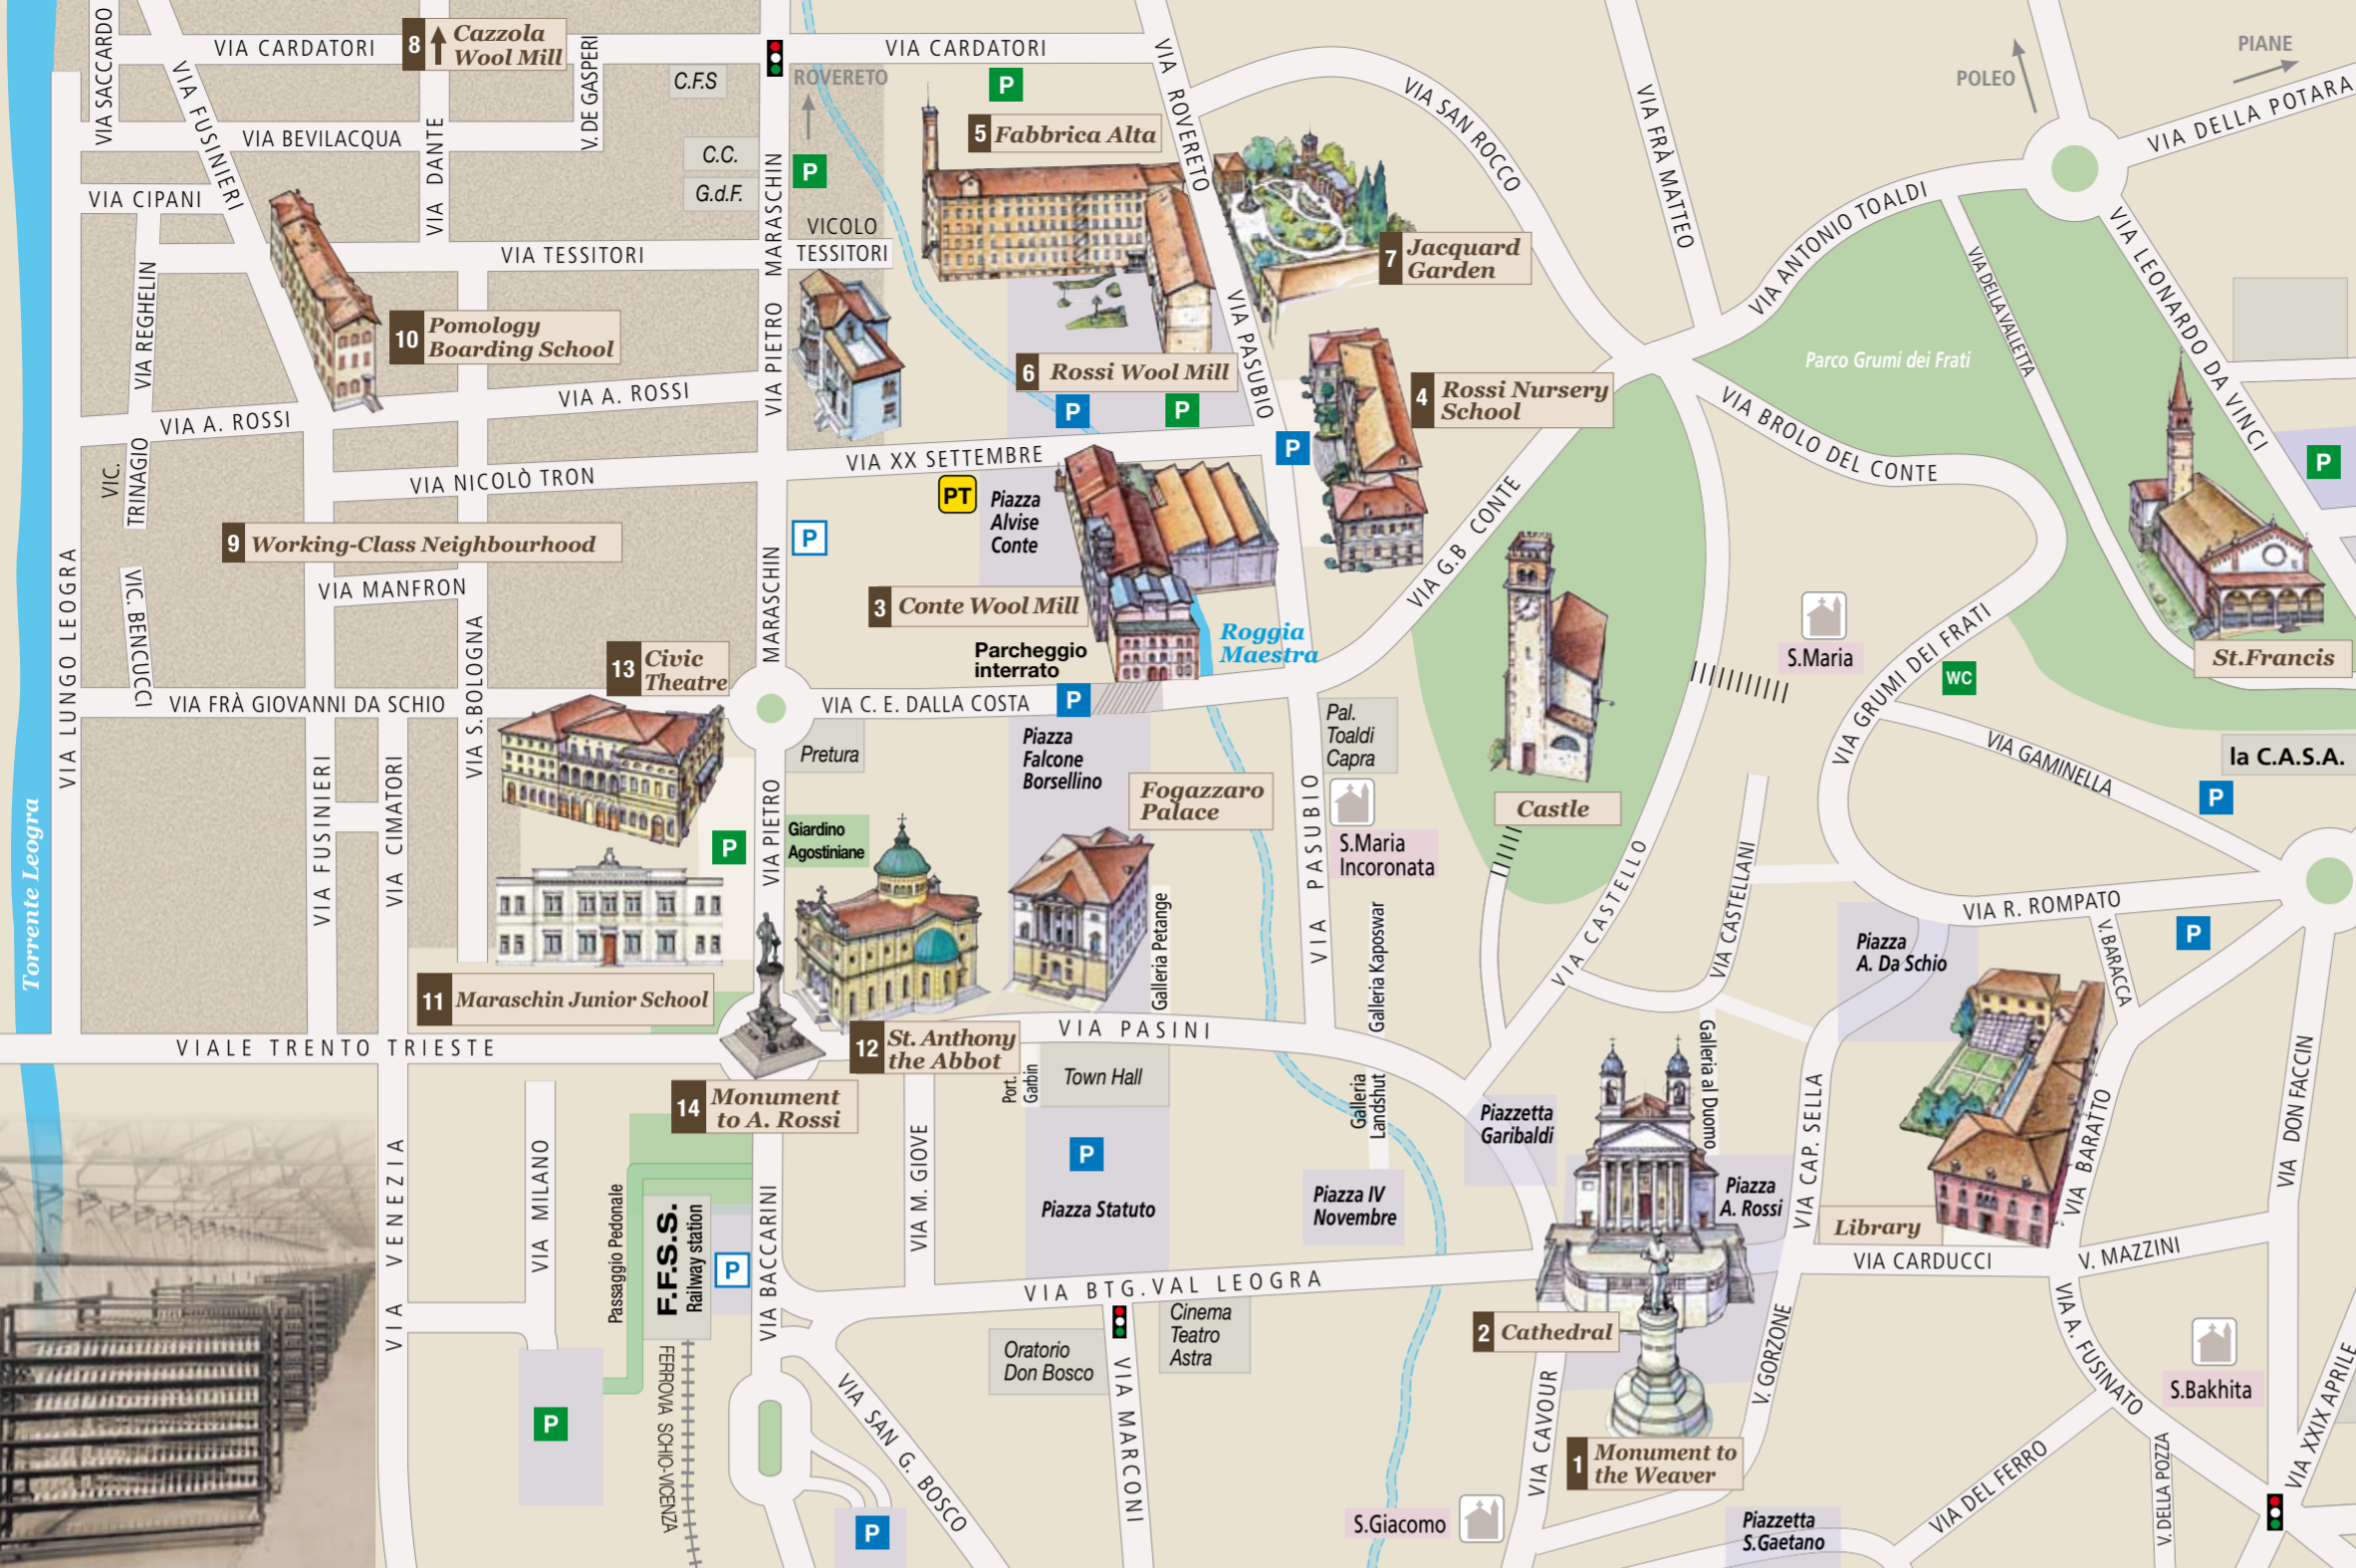 VIA SACCARDO
VIA CARDATORI
8
Cazzola
Wool Mill
V. DE GASPERI
C.F.S
ROVERETO
VIA CARDATORI
P
VIA ROVERETO
VIA SAN ROCCO
VIA FRÀ MATTEO
POLEO
PIANE
VIA DELLA POTARA
VIA FUSINIERI
VIA BEVILACQUA
VIA DANTE
C.C.
G.d.F.
P
5
Fabbrica Alta
VIA CIPANI
VIA TESSITORI
VICOLO
TESSITORI
VIA PIETRO MARASCHIN
7
Jacquard
Garden
VIA ANTONIO TOALDI
VIA DELLA VALLETTA
VIA LEONARDO DA VINCI
VIA REGHELIN
10
Pomology
Boarding School
VIA PASUBIO
Parco Grumi dei Frati
6
Rossi Wool Mill
P
P
4
Rossi Nursery
School
VIA A. ROSSI
VIA A. ROSSI
VIA BROLO DEL CONTE
P
P
VIC.
TRINAGIO
VIA NICOLÒ TRON
VIA XX SETTEMBRE
PT
Piazza
Alvise
Conte
VIA G.B CONTE
9
Working-Class Neighbourhood
P
MARASCHIN
VIA LUNGO LEOGRA
VIC. BENCUCCI
VIA MANFRON
VIA S.BOLOGNA
3
Conte Wool Mill
Roggia
Maestra
Parcheggio
interrato
S.Maria
VIA GRUMI DEI FRATI
WC
St.Francis
13
Civic
Theatre
VIA FRÀ GIOVANNI DA SCHIO
VIA C. E. DALLA COSTA
P
Pal.
Toaldi
Capra
Pretura
Piazza
Falcone
Borsellino
VIA GAMINELLA
la C.A.S.A.
P
Fogazzaro
Palace
Castle
VIA FUSINIERI
VIA CIMATORI
P
VIA PIETRO
Giardino
Agostiniane
S.Maria
Incoronata
VIA PASUBIO
VIA CASTELLO
VIA CASTELLANI
VIA R. ROMPATO
Torrente Leogra
Galleria Petange
Galleria Kaposwar
Piazza
A. Da Schio
V. BARACCA
P
11
Maraschin Junior School
12
St. Anthony
the Abbot
VIALE TRENTO TRIESTE
VIA PASINI
Port.
Garbin
Town Hall
Galleria
Landshut
Galleria al Duomo
14
Monument
to A. Rossi
Piazzetta
Garibaldi
VIA CAP. SELLA
VIA BARATTO
VIA DON FACCIN
VIA VENEZIA
VIA MILANO
Passaggio Pedonale
F.F.S.S.
Railway station
P
VIA BACCARINI
VIA M. GIOVE
P
Piazza Statuto
Piazza IV
Novembre
Piazza
A. Rossi
Library
VIA CARDUCCI
V. MAZZINI
VIA BTG. VAL LEOGRA
Cinema
Teatro
Astra
Oratorio
Don Bosco
2
Cathedral
V. GORZONE
VIA A. FUSINATO
S.Bakhita
FERROVIA SCHIO-VICENZA
P
VIA SAN G. BOSCO
VIA MARCONI
VIA CAVOUR
1
Monument to
the Weaver
VIA XXIX APRILE
VIA DEL FERRO
V. DELLA POZZA
P
S.Giacomo
Piazzetta
S.Gaetano